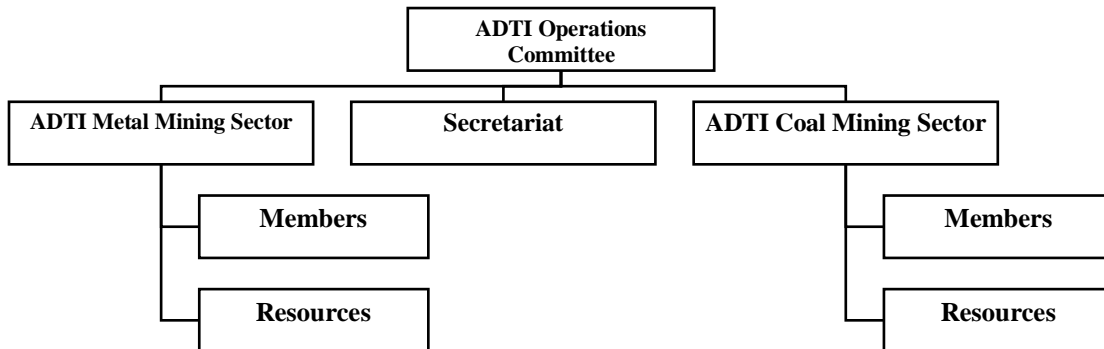 ADTI Operations
Committee
ADTI Metal Mining Sector
Secretariat
ADTI Coal Mining Sector
Members
Members
Resources
Resources